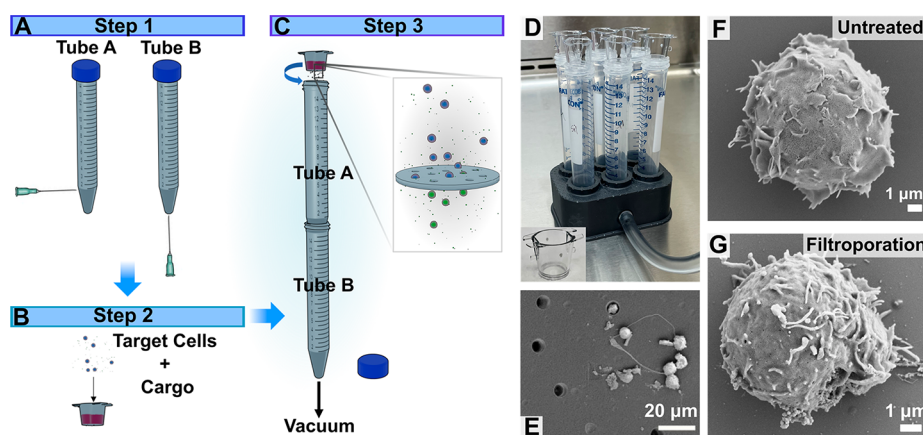 A
Step 1
Tube A
Tube B
B
Step 2
Target Cells
+
Cargo
C
Step 3
Tube A
Tube B
Vacuum
D
E
20 µm
F
Untreated
1 µm
G
Filtroporation
1 µm